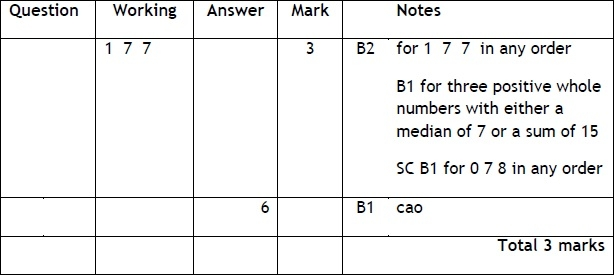 Question Working Answer Mark Notes
1 7 7 3 B2 for 1 7 7 in any order
B1 for three positive whole
numbers with either a
median of 7 or a sum of 15
SC B1 for 0 7 8 in any order
6 B1 cao
Total 3 marks